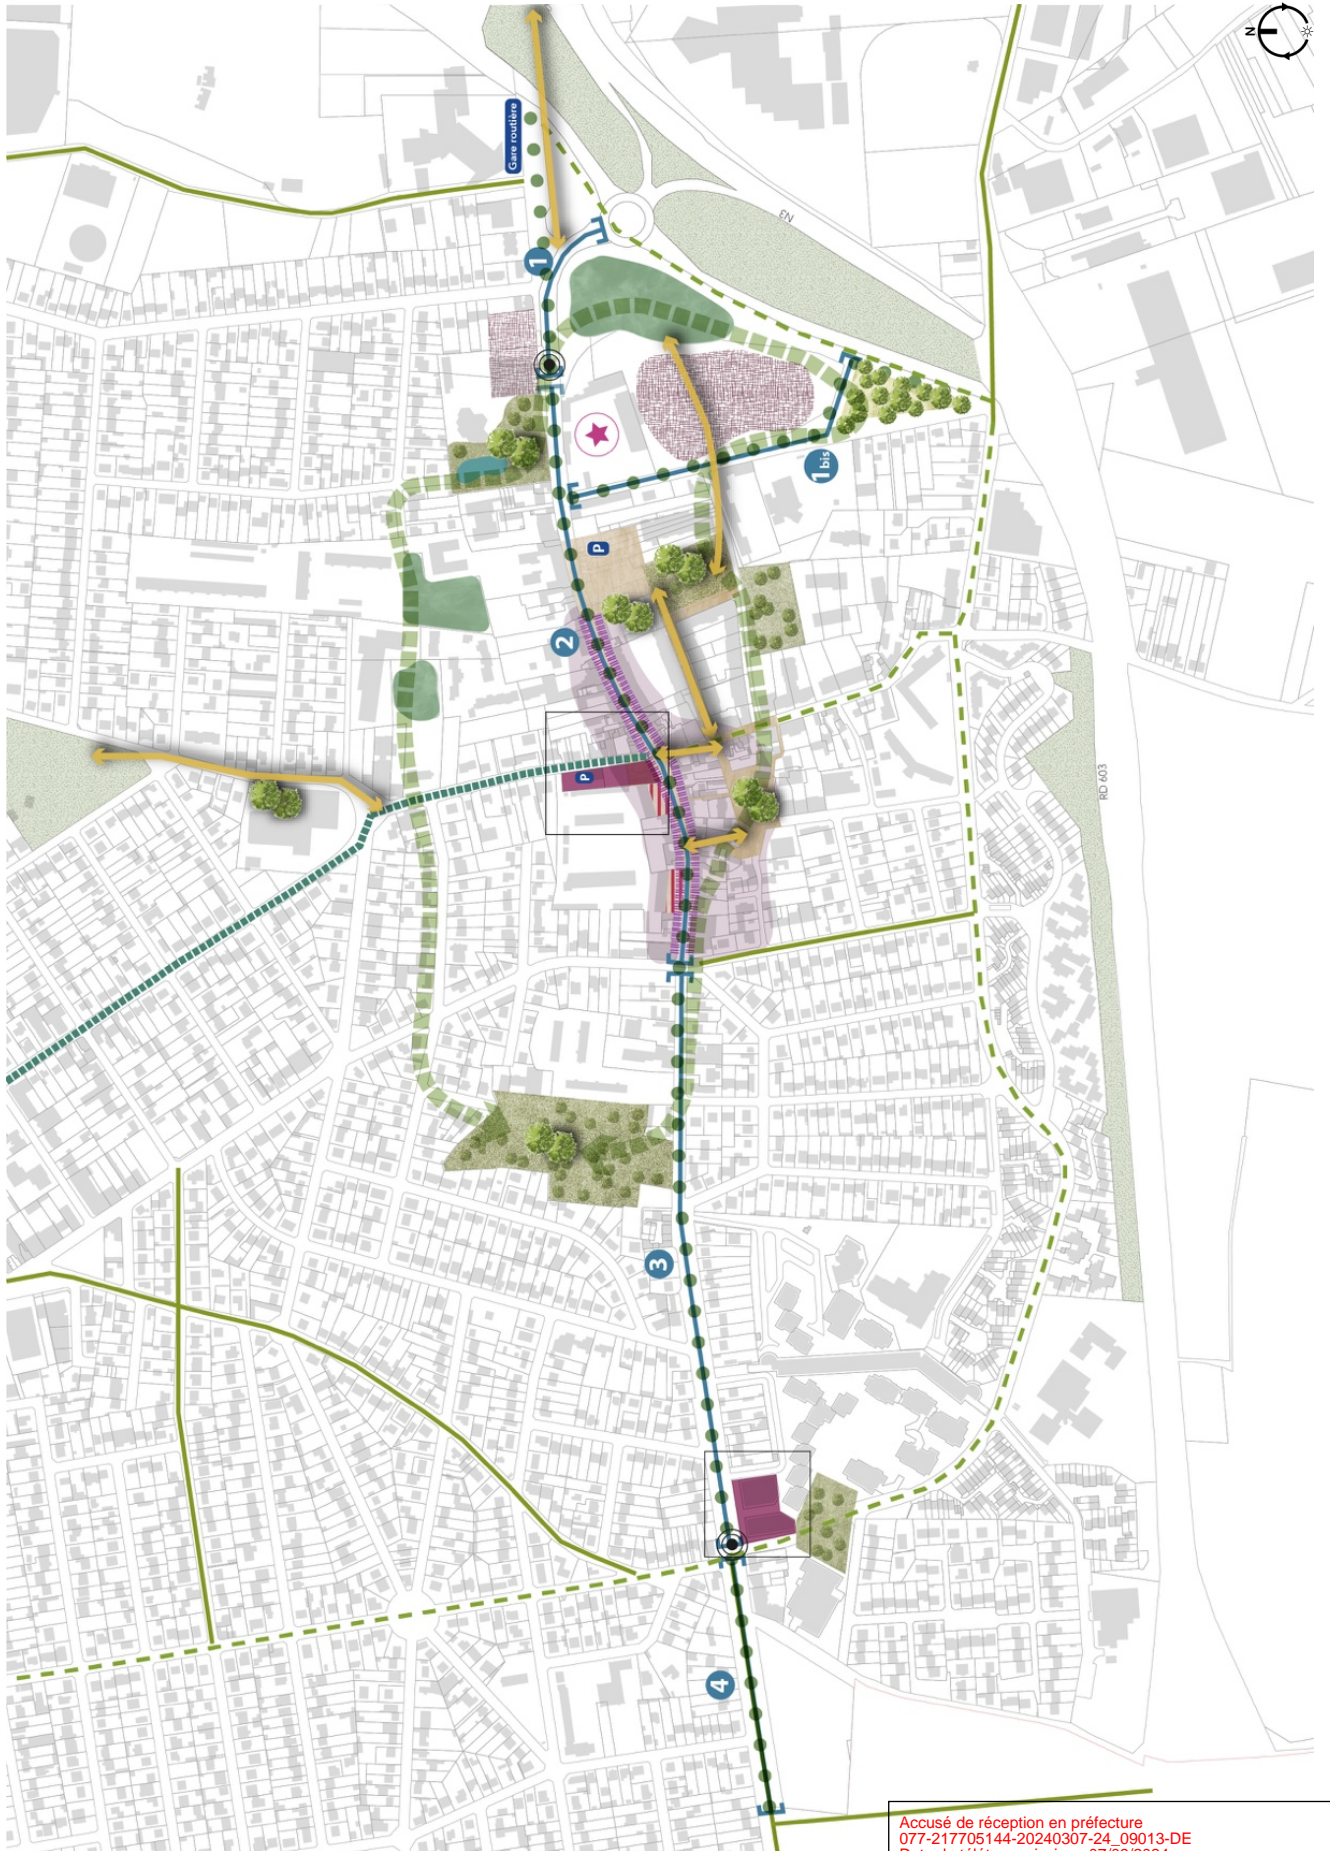 N
Gare routière
N3
1
1 bis
P
2
P
RD 603
3
4
Accusé de réception en préfecture
077-217705144-20240307-24_09013-DE